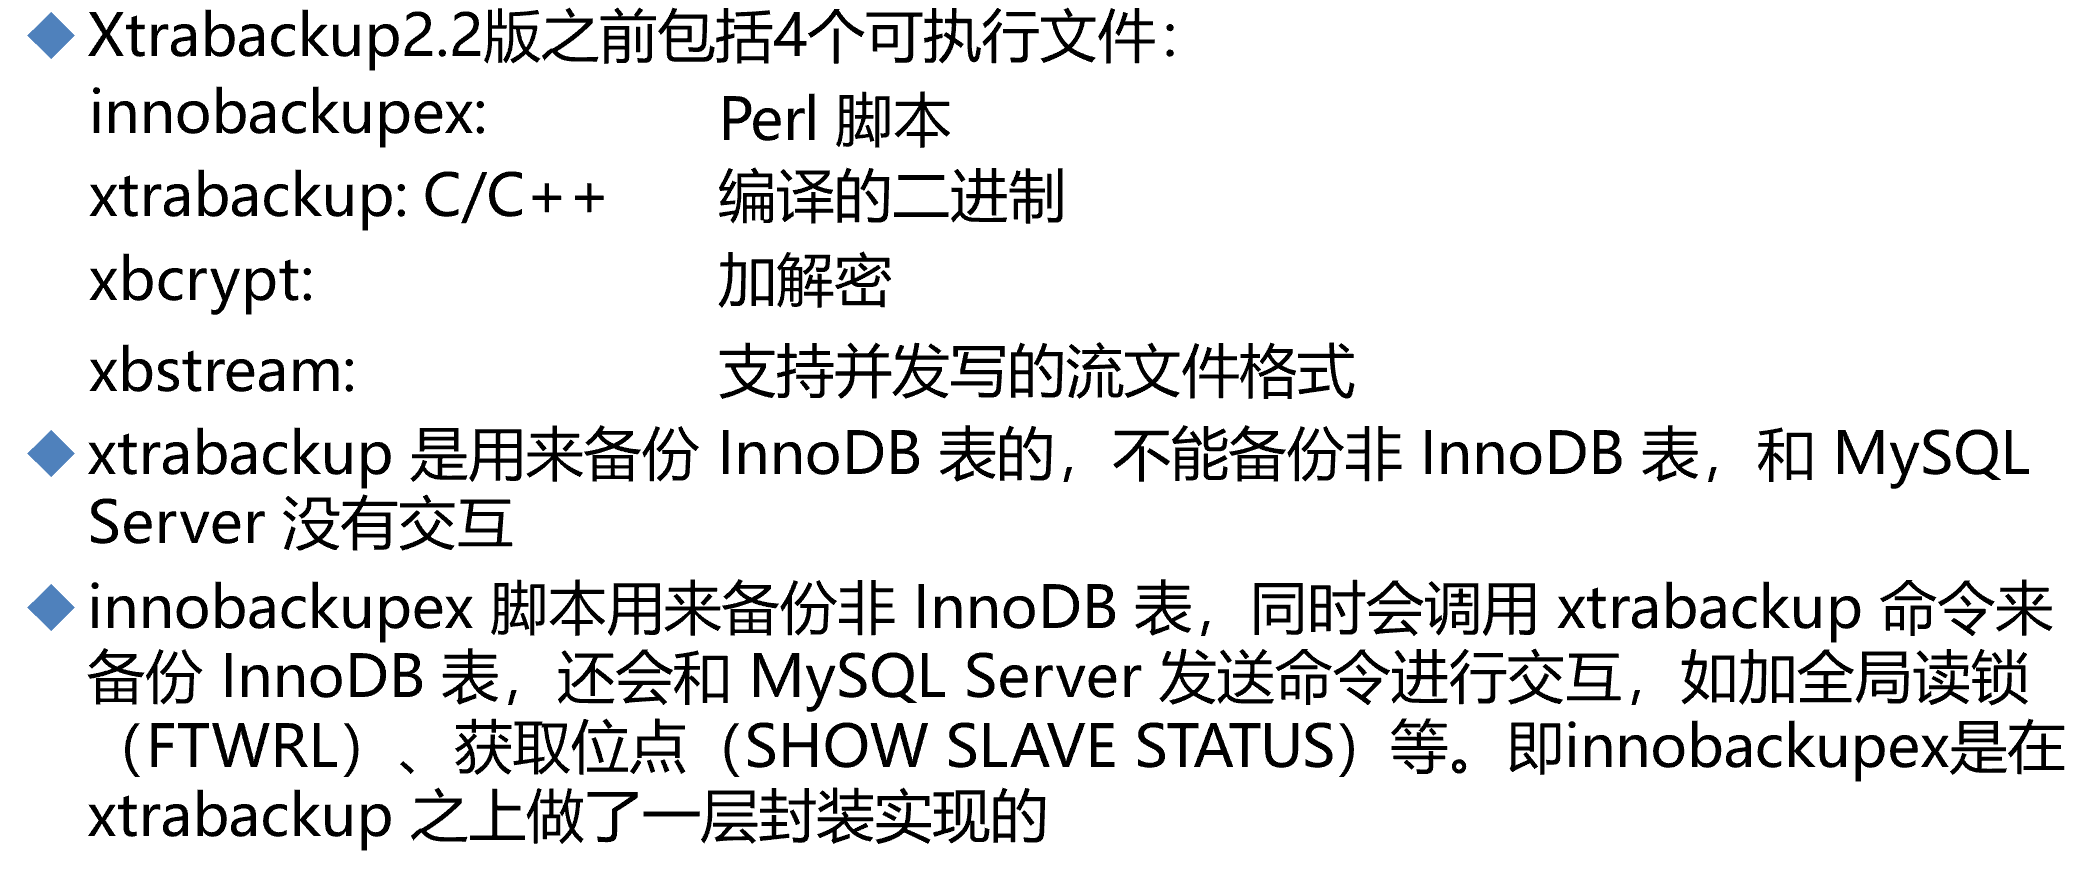 Xtrabackup2.2版之前包括4个可执行文件：
innobackupex: Perl 脚本
xtrabackup: C/C++ 编译的二进制
xbcrypt: 加解密
xbstream: 支持并发写的流文件格式
xtrabackup 是用来备份 InnoDB 表的，不能备份非 InnoDB 表，和 MySQL
Server 没有交互
innobackupex 脚本用来备份非 InnoDB 表，同时会调用 xtrabackup 命令来
备份 InnoDB 表，还会和 MySQL Server 发送命令进行交互，如加全局读锁
（FTWRL）、获取位点（SHOW SLAVE STATUS）等。即innobackupex是在
xtrabackup 之上做了一层封装实现的